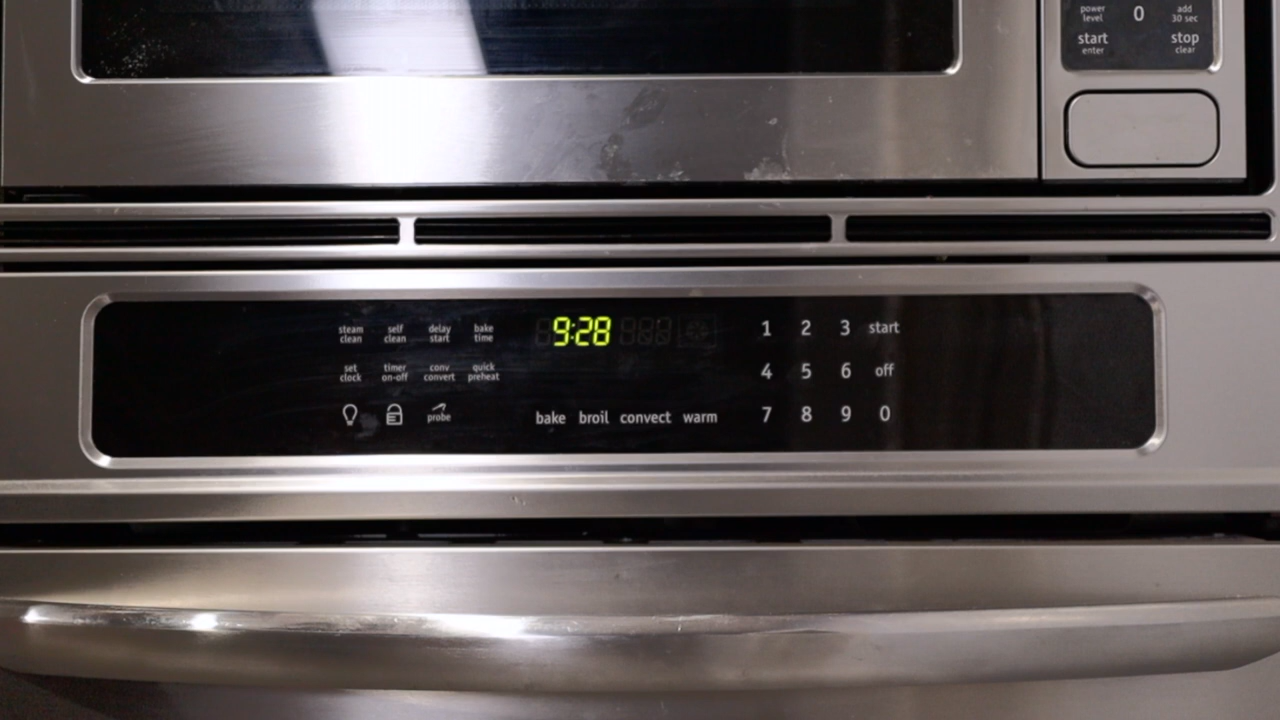 power level 0 add 30 sec
start enter stop clear
steam clean self clean delay start bake time 9:28 1 2 3 start
set clock timer on-off conv convert quick preheat 4 5 6 off
probe bake broil convect warm 7 8 9 0